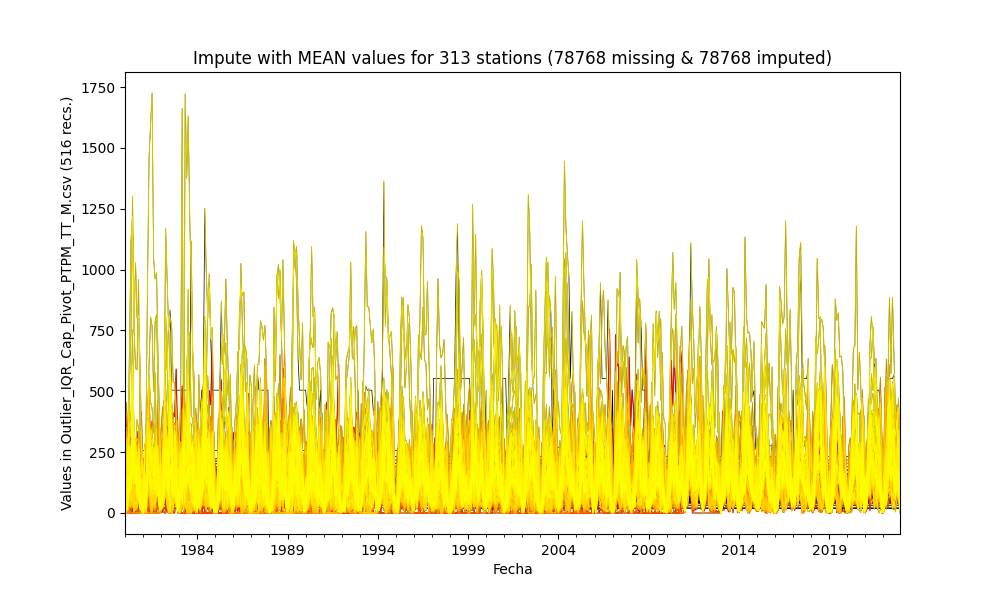 Impute with MEAN values for 313 stations (78768 missing & 78768 imputed)
Values in Outlier_IQR_Cap_Pivot_PTPM_TT_M.csv (516 recs.)
1750
1500
1250
1000
750
500
250
0
1984 1989 1994 1999 2004 2009 2014 2019
Fecha